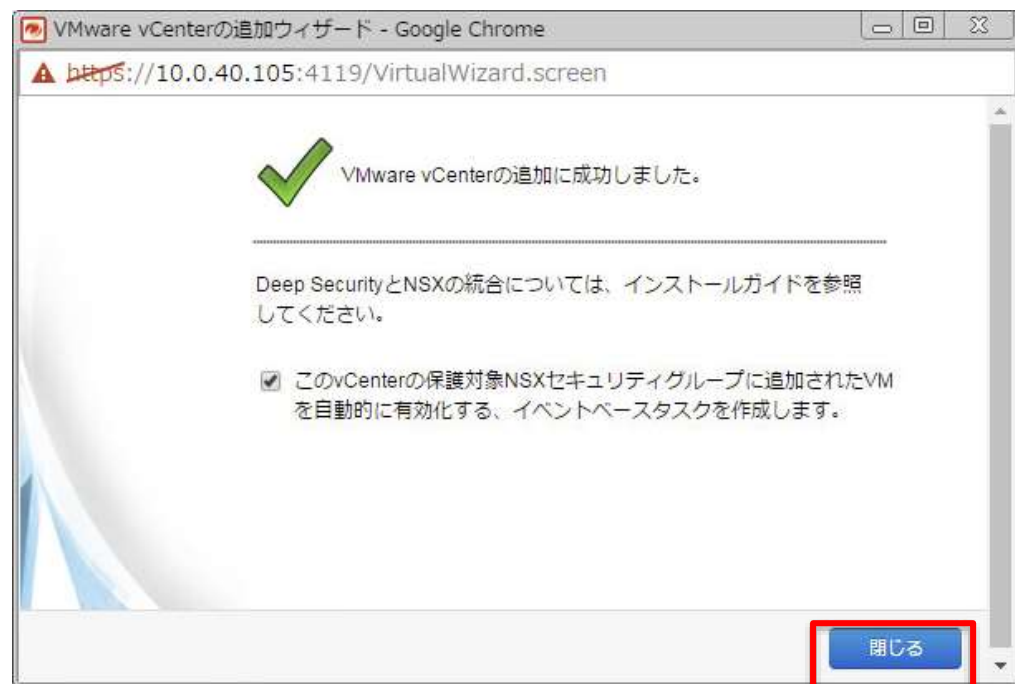 VMware vCenterの追加ウィザード - Google Chrome
https://10.0.40.105:4119/VirtualWizard.screen
VMware vCenterの追加に成功しました。
Deep SecurityとNSXの統合については、インストールガイドを参照
してください。
このvCenterの保護対象NSXセキュリティグループに追加されたVM
を自動的に有効化する、イベントベースタスクを作成します。
閉じる